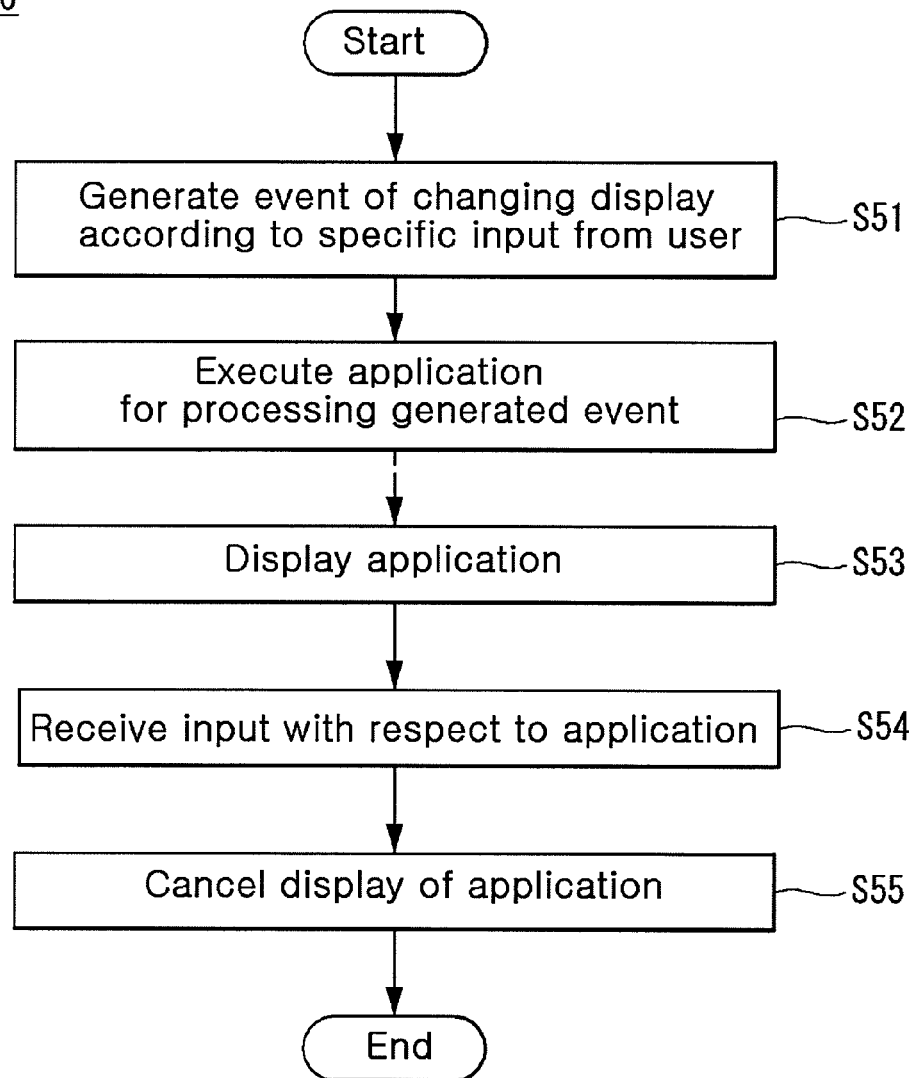 Start
Generate event of changing display
according to specific input from user
S51
Execute application
for processing generated event
S52
Display application
S53
Receive input with respect to application
S54
Cancel display of application
S55
End